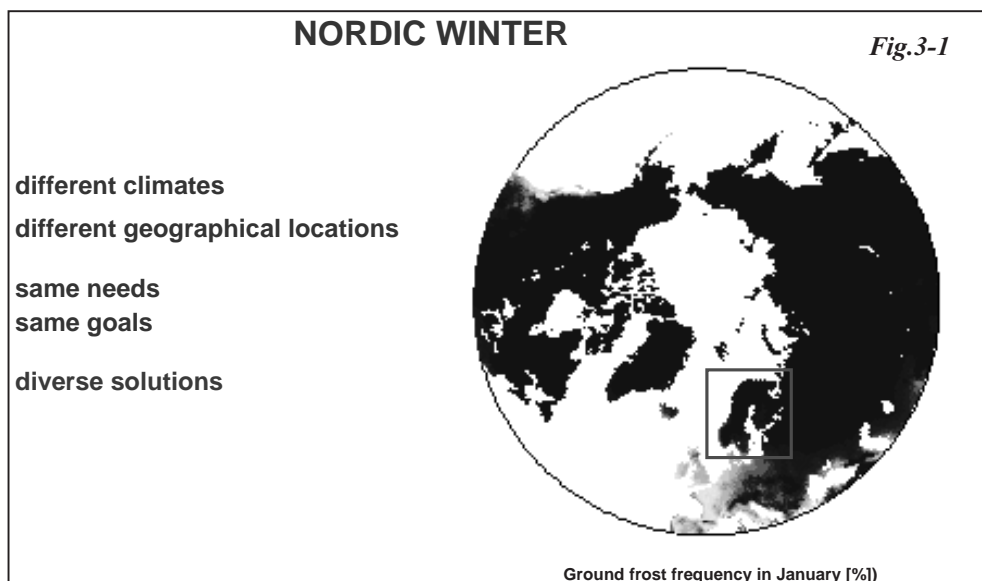 NORDIC WINTER
Fig.3-1
different climates
different geographical locations
same needs
same goals
diverse solutions
Ground frost frequency in January [%])